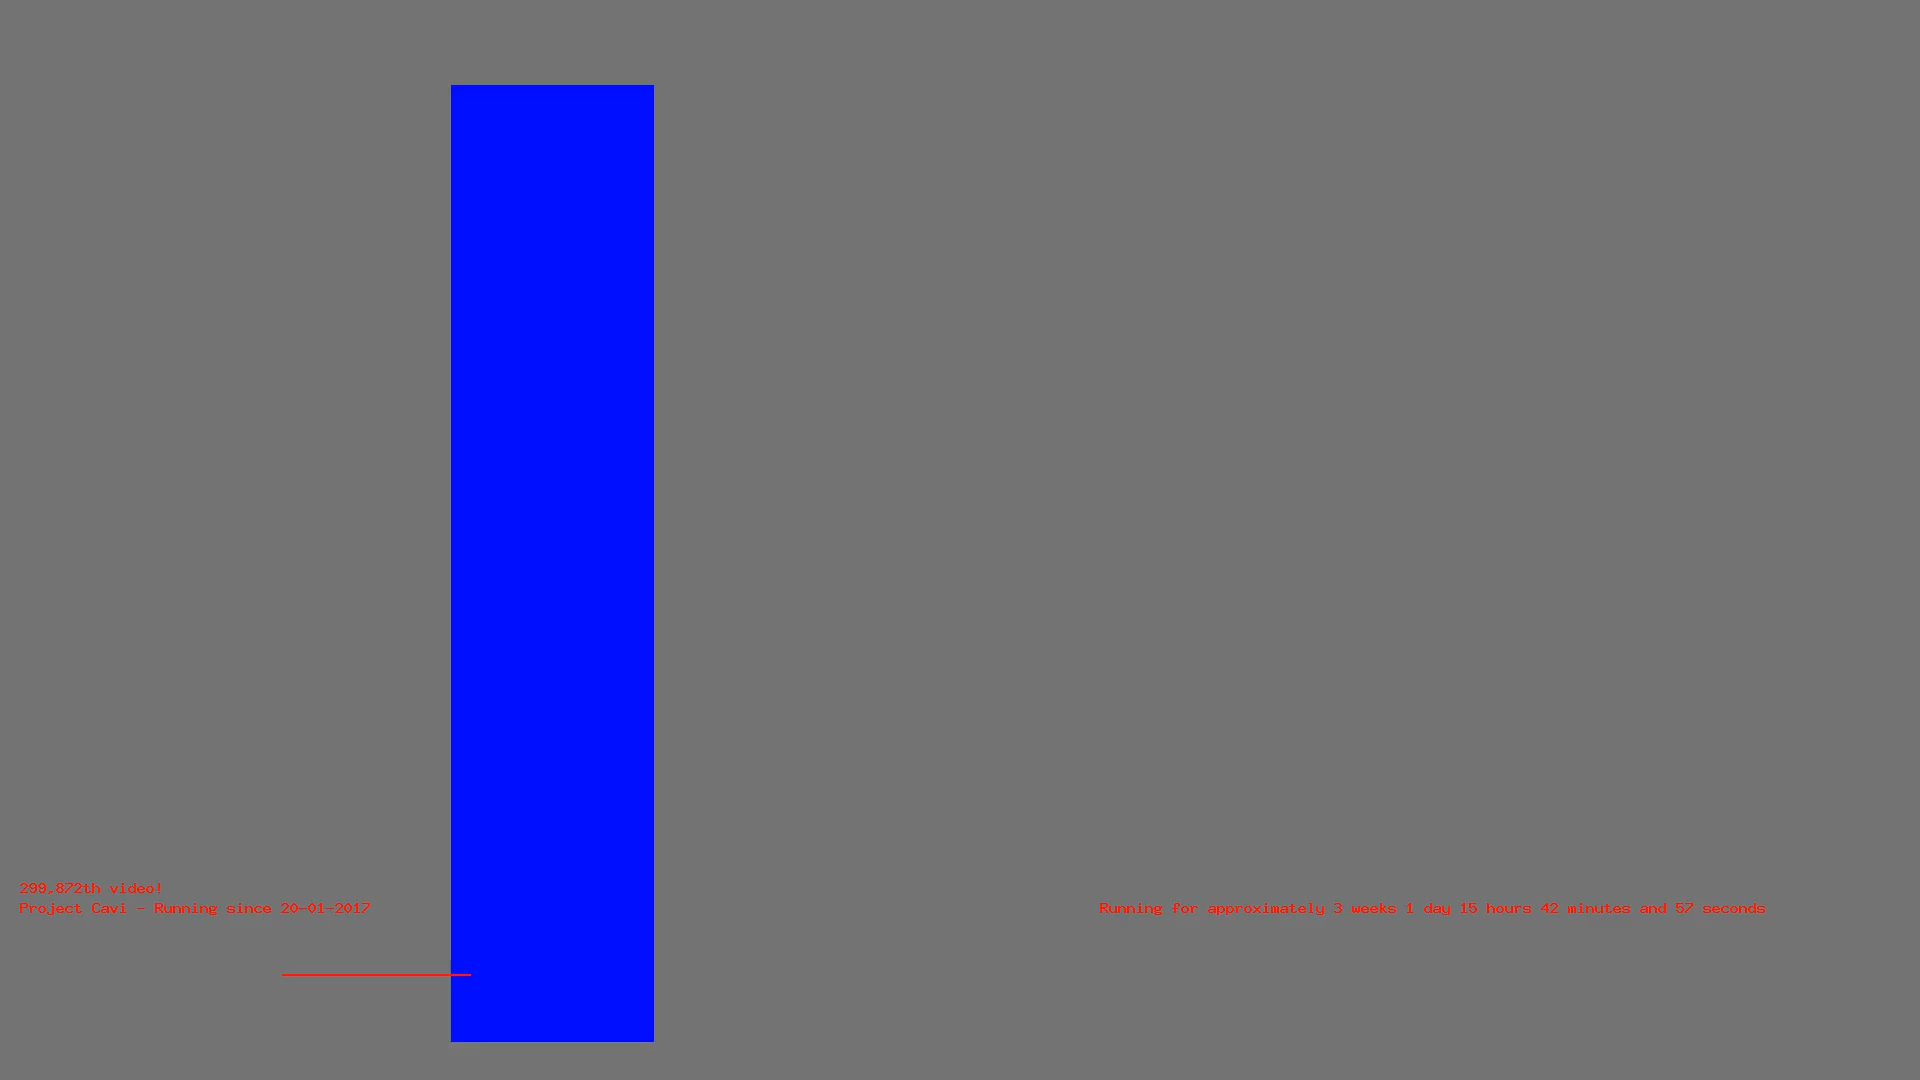 299,872th video!
Project Cavi - Running since 20-01-2017
Running for approximately 3 weeks 1 day 15 hours 42 minutes and 57 seconds